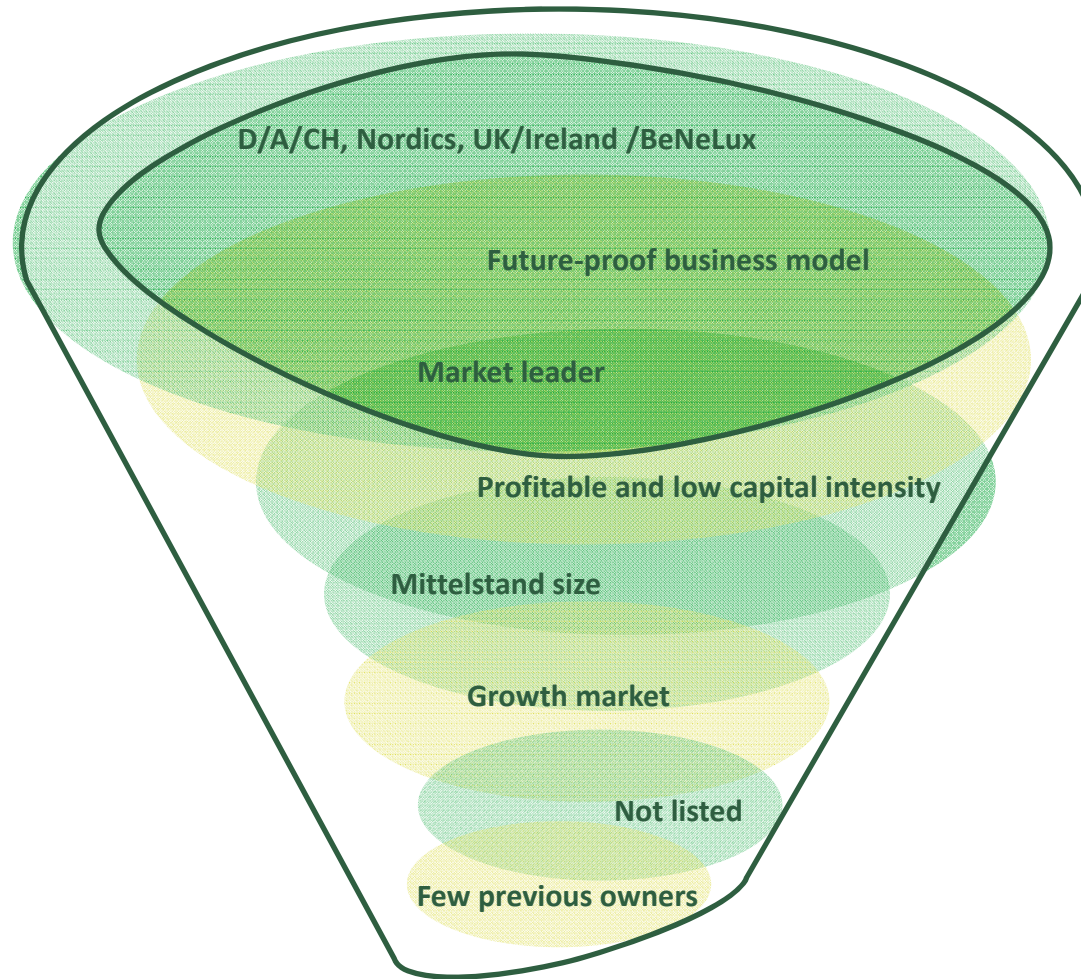 D/A/CH, Nordics, UK/Ireland /BeNeLux
Future-proof business model
Market leader
Profitable and low capital intensity
Mittelstand size
Growth market
Not listed
Few previous owners